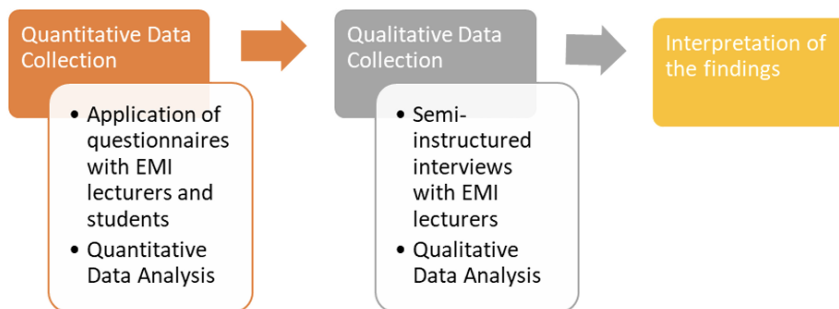 Quantitative Data
Collection
• Application of
questionnaires
with EMI
lecturers and
students
• Quantitative
Data Analysis
Qualitative Data
Collection
• Semi-
instructured
interviews
with EMI
lecturers
• Qualitative
Data Analysis
Interpretation of
the findings